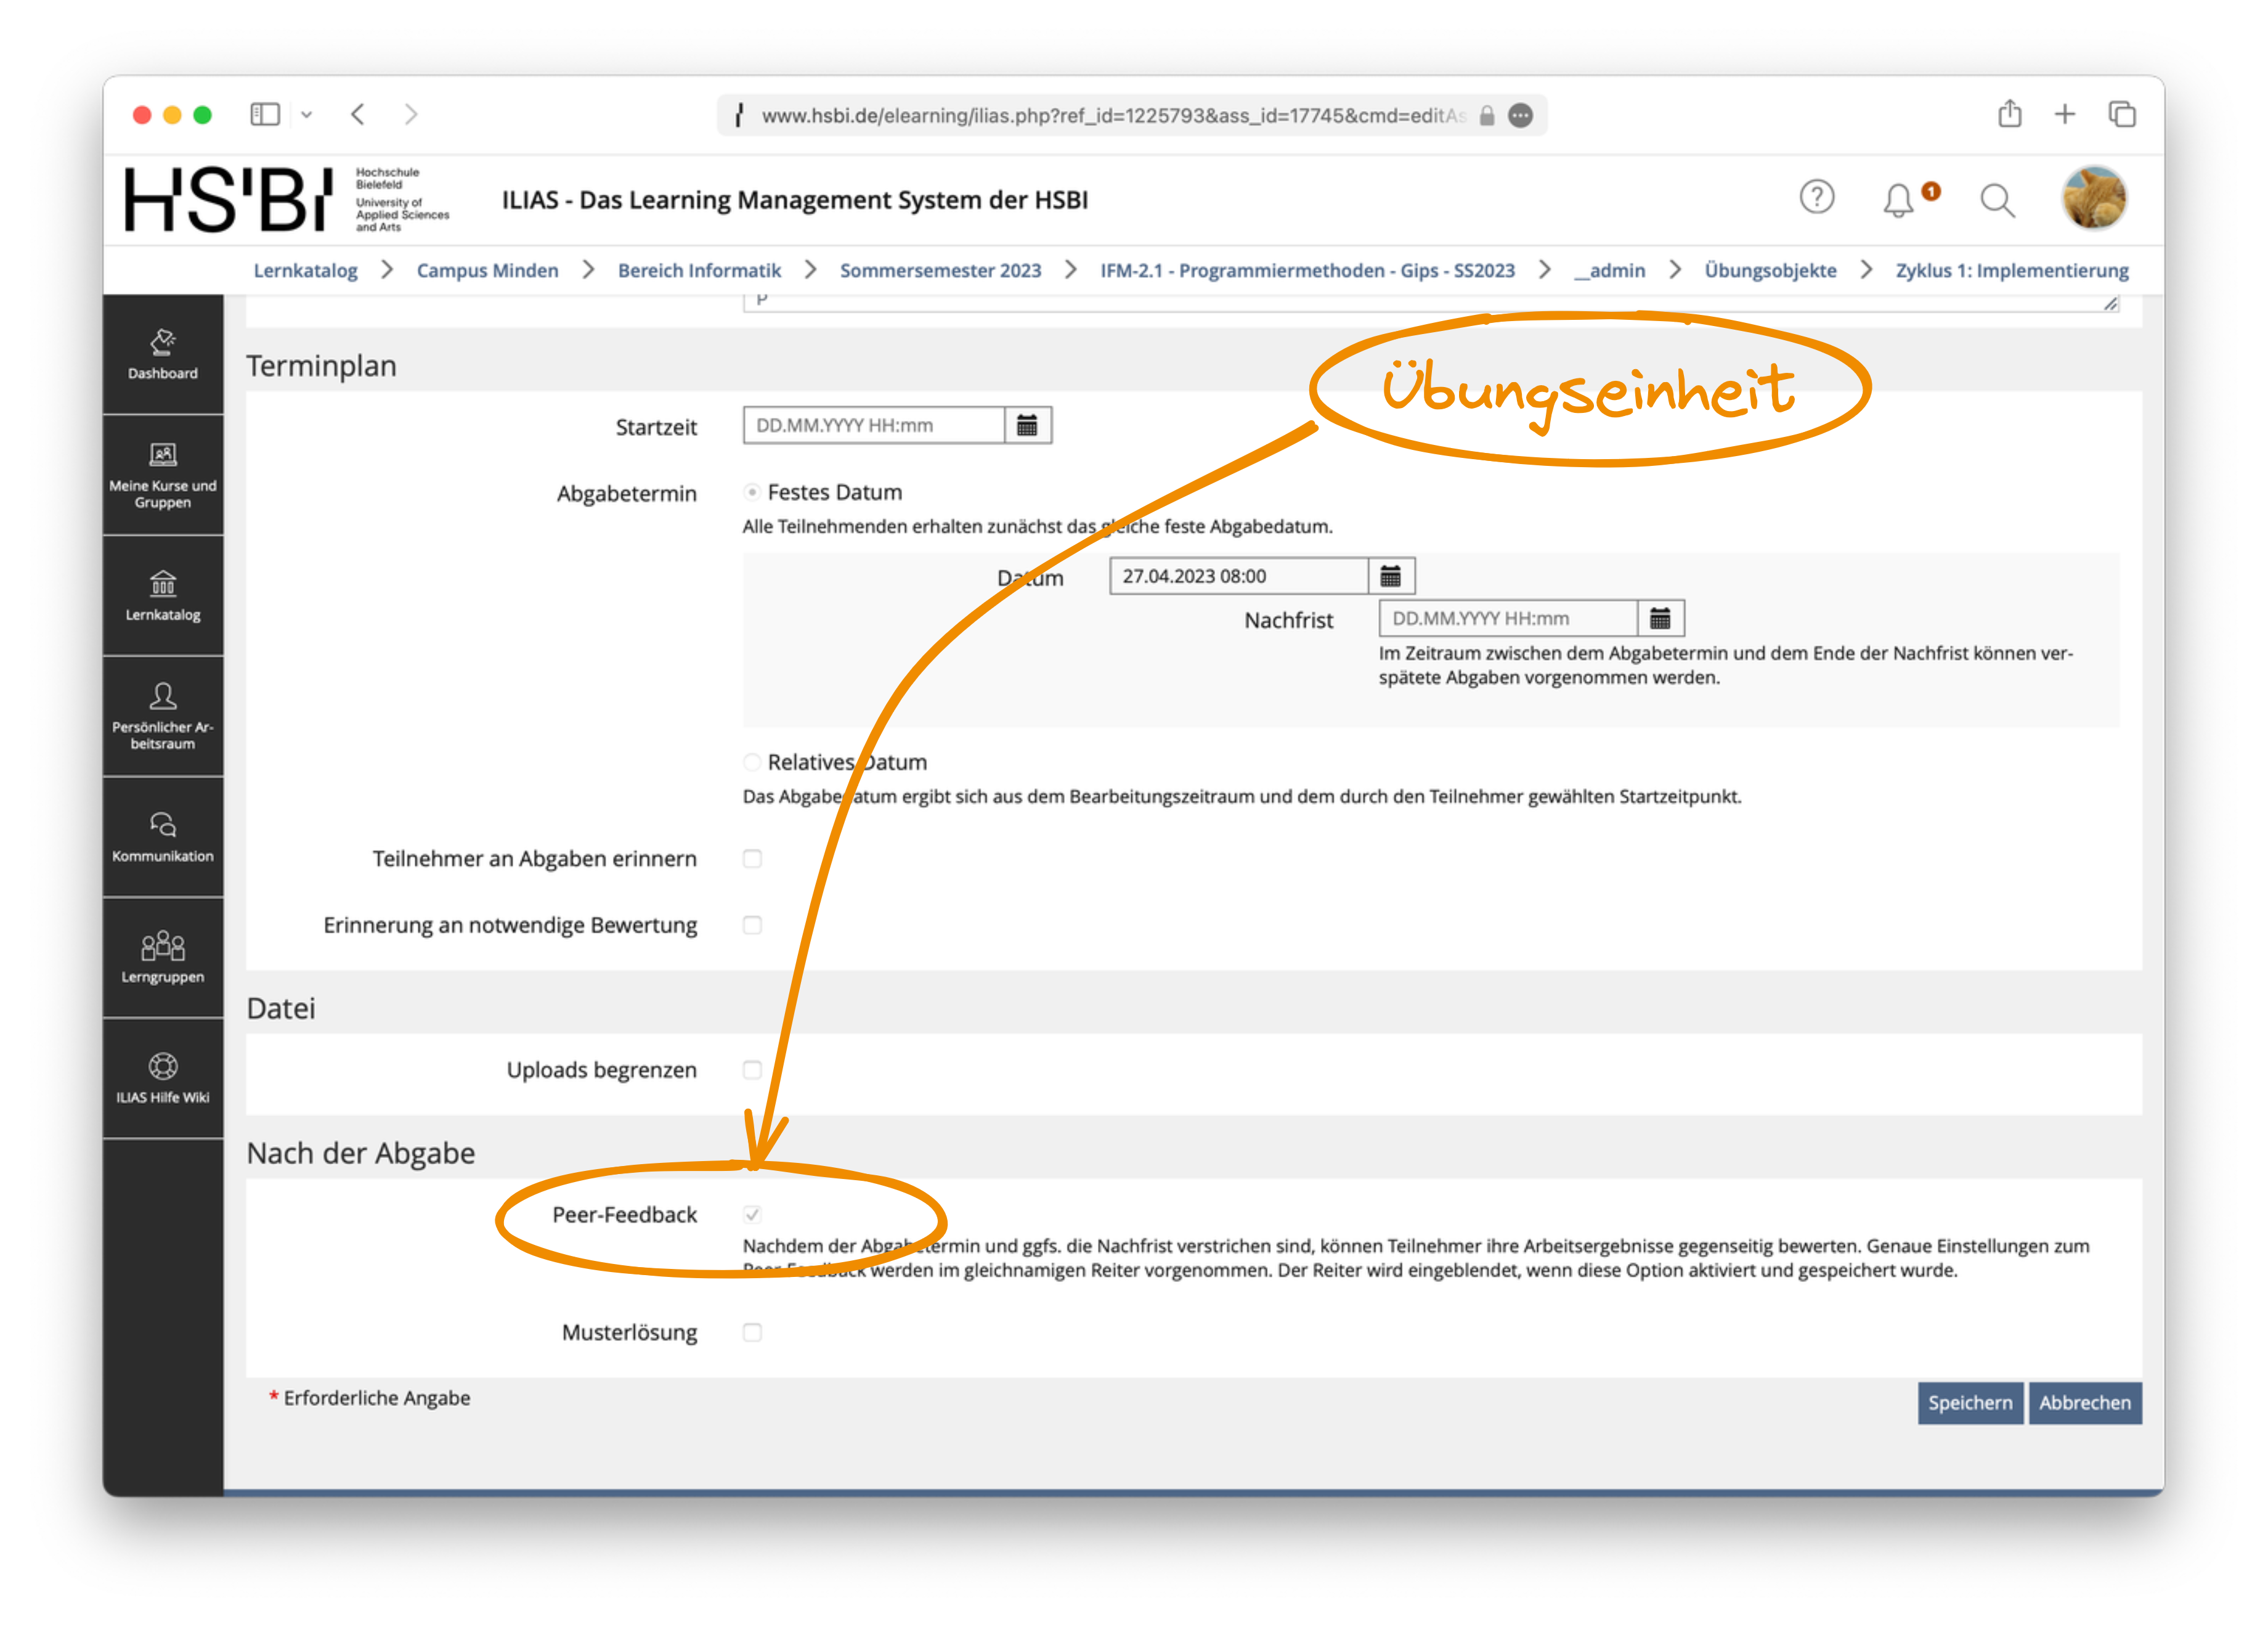 www.hsbi.de/elearning/ilias.php?ref_id=1225793&ass_id=17745&cmd=editAs
HS'BI
Hochschule
Bielefeld
University of
Applied Sciences
and Arts
ILIAS - Das Learning Management System der HSBI
1
Lernkatalog > Campus Minden > Bereich Informatik > Sommersemester 2023 > IFM-2.1 - Programmiermethoden - Gips - SS2023 > __admin > Übungsobjekte > Zyklus 1: Implementierung
Dashboard
Meine Kurse und
Gruppen
Lernkatalog
Persönlicher Ar-
beitsraum
Kommunikation
Lerngruppen
ILIAS Hilfe Wiki
p
Terminplan
Übungseinheit
Startzeit DD.MM.YYYY HH:mm
Abgabetermin Festes Datum
Alle Teilnehmenden erhalten zunächst das gleiche feste Abgabedatum.
Datum 27.04.2023 08:00
Nachfrist DD.MM.YYYY HH:mm
Im Zeitraum zwischen dem Abgabetermin und dem Ende der Nachfrist können ver-
spätete Abgaben vorgenommen werden.
Relatives Datum
Das Abgabedatum ergibt sich aus dem Bearbeitungszeitraum und dem durch den Teilnehmer gewählten Startzeitpunkt.
Teilnehmer an Abgaben erinnern
Erinnerung an notwendige Bewertung
Datei
Uploads begrenzen
Nach der Abgabe
Peer-Feedback
Nachdem der Abgabetermin und ggfs. die Nachfrist verstrichen sind, können Teilnehmer ihre Arbeitsergebnisse gegenseitig bewerten. Genaue Einstellungen zum
Peer-Feedback werden im gleichnamigen Reiter vorgenommen. Der Reiter wird eingeblendet, wenn diese Option aktiviert und gespeichert wurde.
Musterlösung
* Erforderliche Angabe
Speichern Abbrechen